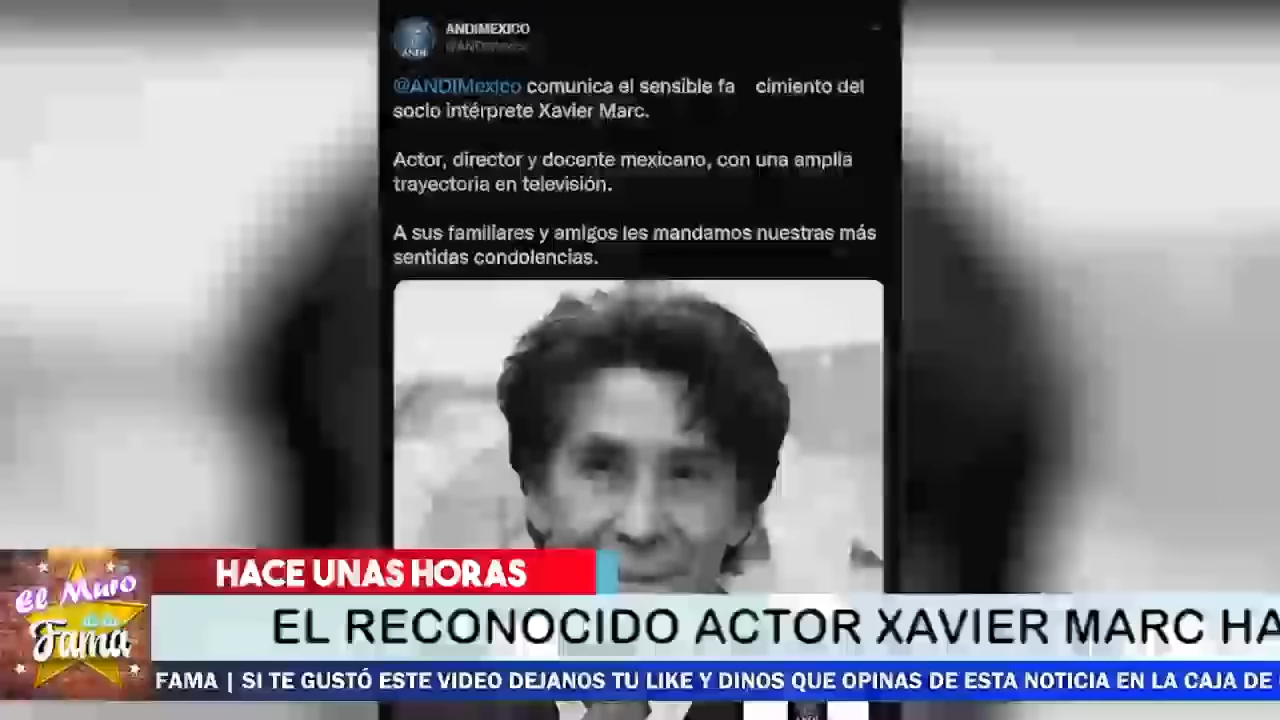 ANDIMEXICO
@ANDIMexico comunica el sensible fa cimiento del
socio intérprete Xavier Marc.
Actor, director y docente mexicano, con una amplia
trayectoria en televisión.
A sus familiares y amigos les mandamos nuestras más
sentidas condolencias.
HACE UNAS HORAS
El Muro
de la
Fama
EL RECONOCIDO ACTOR XAVIER MARC HA
FAMA | SI TE GUSTÓ ESTE VIDEO DEJANOS TU LIKE Y DINOS QUE OPINAS DE ESTA NOTICIA EN LA CAJA DE
ANDI